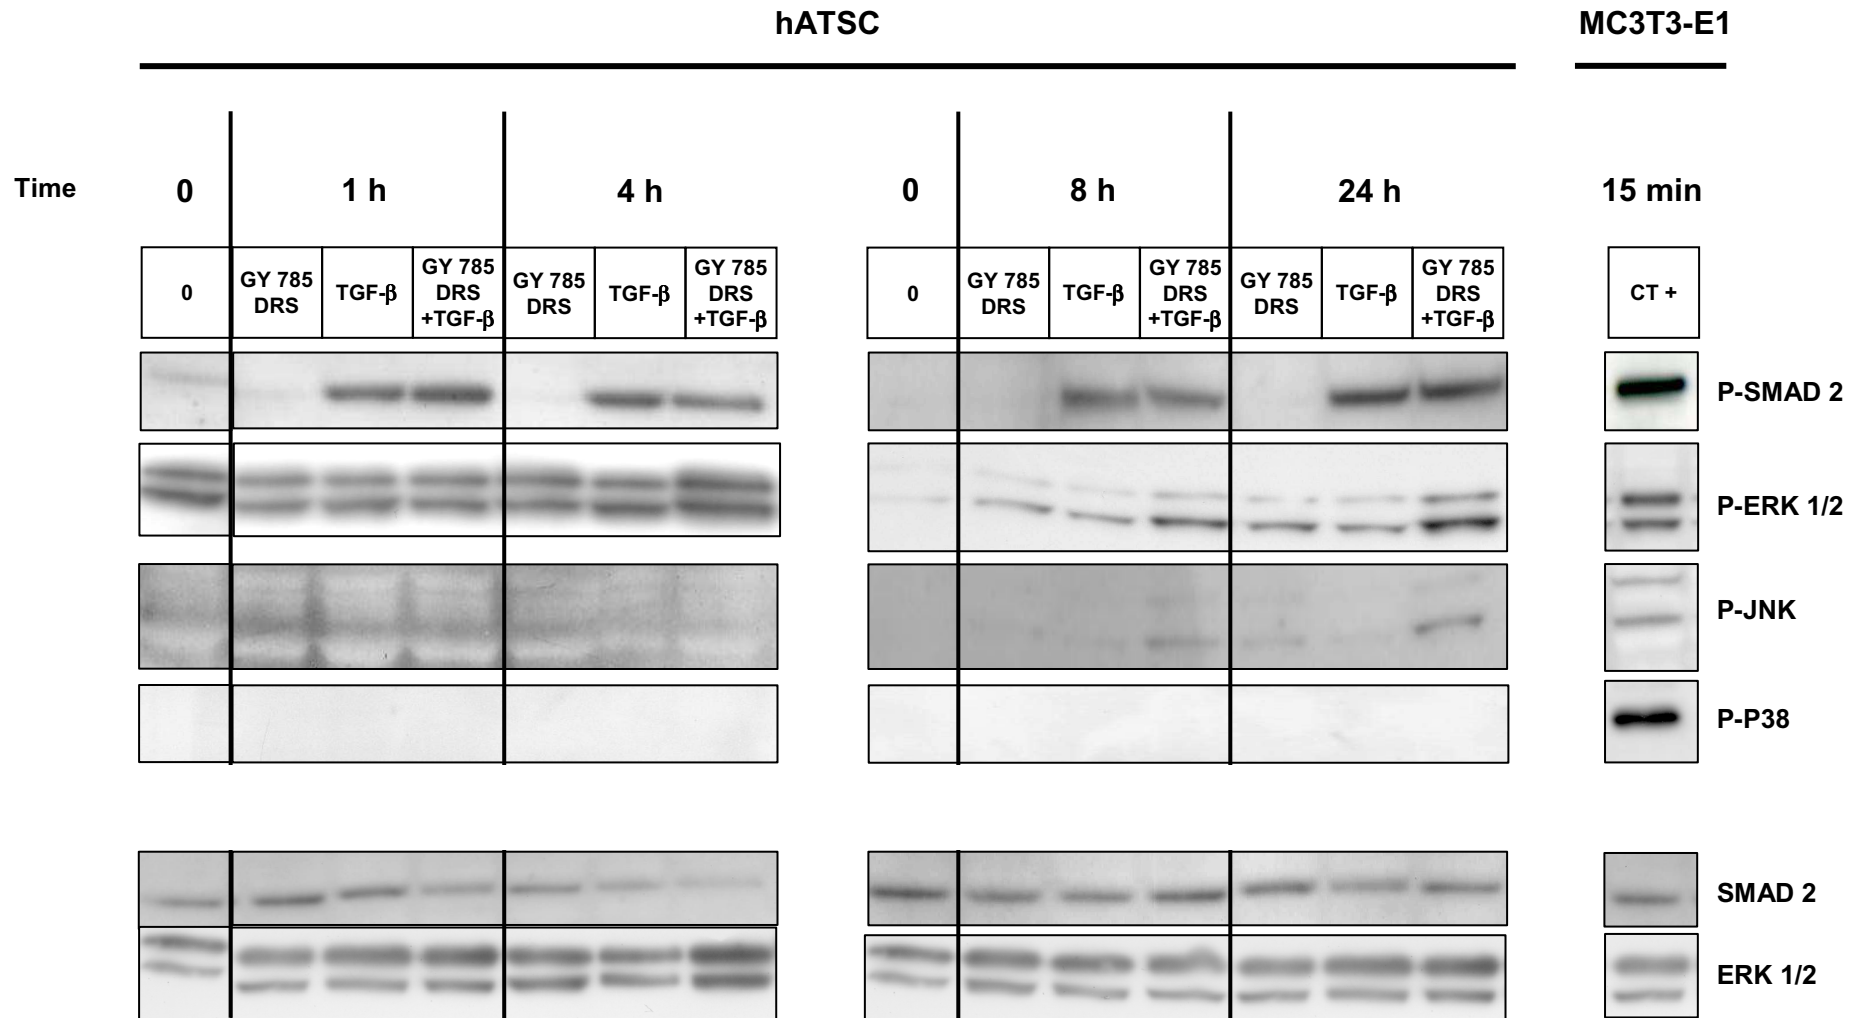 hATSC MC3T3-E1
Time 0 1 h 4 h 0 8 h 24 h 15 min
0 GY 785 DRS TGF-β GY 785 DRS +TGF-β GY 785 DRS TGF-β GY 785 DRS +TGF-β 0 GY 785 DRS TGF-β GY 785 DRS +TGF-β GY 785 DRS TGF-β GY 785 DRS +TGF-β CT +
P-SMAD 2
P-ERK 1/2
P-JNK
P-P38
SMAD 2
ERK 1/2